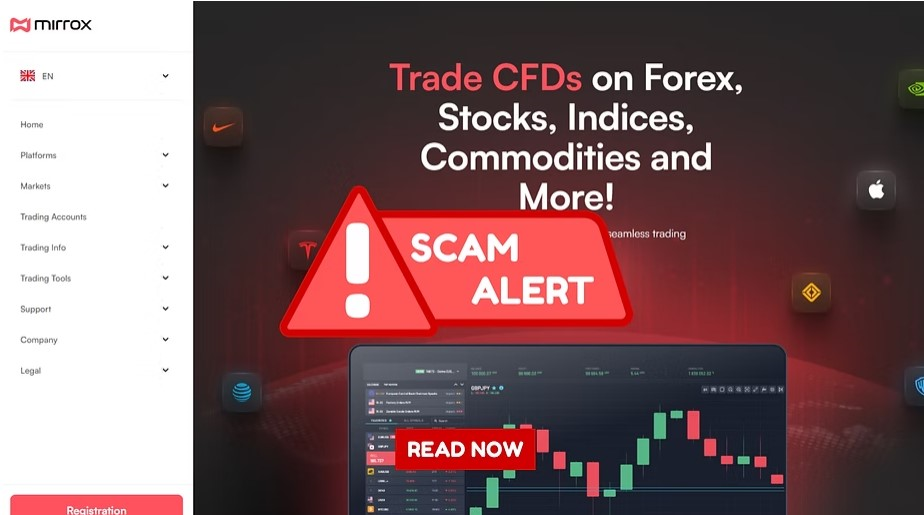 mirrox
EN
Home
Platforms
Markets
Trading Accounts
Trading Info
Trading Tools
Support
Company
Legal
Registration
Trade CFDs on Forex,
Stocks, Indices,
Commodities and
More!
seamless trading
SCAM
ALERT
GBPJPY
READ NOW